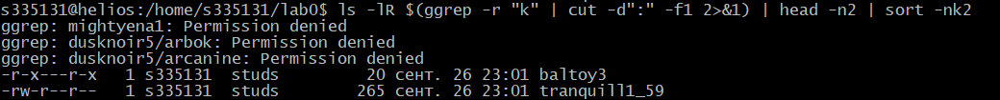 s335131@helios:/home/s335131/lab0$ ls -lR $(ggrep -r "k" | cut -d":" -f1 2>&1) | head -n2 | sort -nk2
ggrep: mightyena1: Permission denied
ggrep: dusknoir5/arbok: Permission denied
ggrep: dusknoir5/arcanine: Permission denied
-r-x---r-x   1 s335131  studs         20 сент. 26 23:01 baltoy3
-rw-r--r--   1 s335131  studs        265 сент. 26 23:01 tranquill1_59